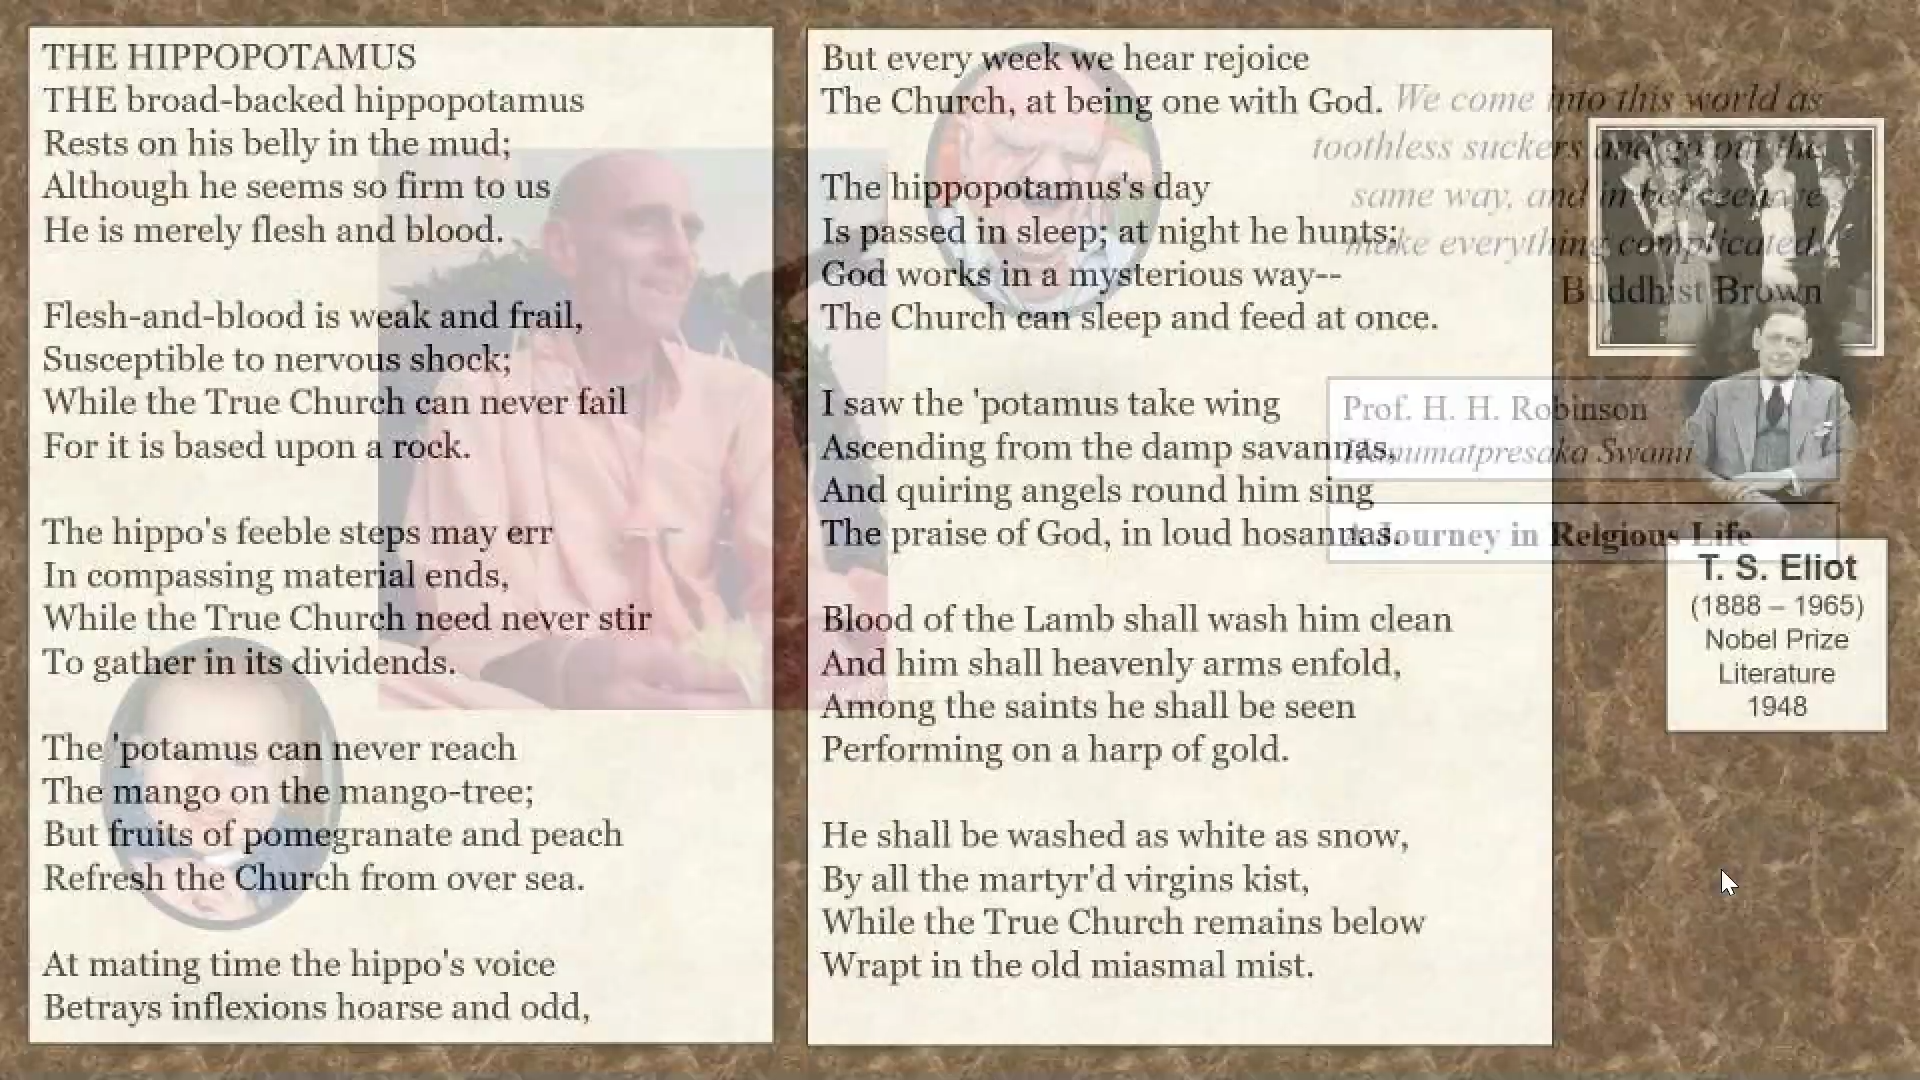 THE HIPPOPOTAMUS
THE broad-backed hippopotamus
Rests on his belly in the mud;
Although he seems so firm to us
He is merely flesh and blood.
Flesh-and-blood is weak and frail,
Susceptible to nervous shock;
While the True Church can never fail
For it is based upon a rock.
The hippo's feeble steps may err
In compassing material ends,
While the True Church need never stir
To gather in its dividends.
The 'potamus can never reach
The mango on the mango-tree;
But fruits of pomegranate and peach
Refresh the Church from over sea.
At mating time the hippo's voice
Betrays inflexions hoarse and odd,
But every week we hear rejoice
The Church, at being one with God.
The hippopotamus's day
Is passed in sleep; at night he hunts;
God works in a mysterious way--
The Church can sleep and feed at once.
I saw the 'potamus take wing
Ascending from the damp savannas,
And quiring angels round him sing
The praise of God, in loud hosannas.
Blood of the Lamb shall wash him clean
And him shall heavenly arms enfold,
Among the saints he shall be seen
Performing on a harp of gold.
He shall be washed as white as snow,
By all the martyr'd virgins kist,
While the True Church remains below
Wrapt in the old miasmal mist.
We come into this world as
toothless suckers and go out the
same way, and in between we
make everything complicated.
Buddhist Brown
Prof. H. H. Robinson
Hanumatpresaka Swami
A Journey in Relgious Life
T. S. Eliot
(1888 – 1965)
Nobel Prize
Literature
1948